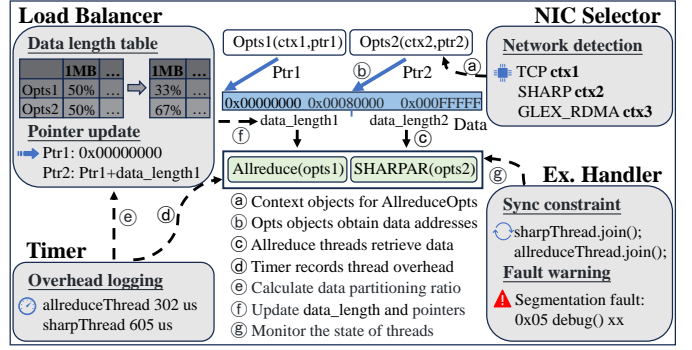 Load Balancer
Data length table
1MB ... 1MB ...
Opts1 50% ... 33% ...
Opts2 50% ... 67% ...
Pointer update
Ptr1: 0x00000000
Ptr2: Ptr1+data_length1
Opts1(ctx1,ptr1) Opts2(ctx2,ptr2)
Ptr1 ⓑ Ptr2 ⓐ
0x00000000 0x00080000 0x000FFFFF
ⓕ data_length1 data_length2 Data
ⓒ
Allreduce(opts1) SHARPAR(opts2)
ⓔ ⓓ ⓖ
NIC Selector
Network detection
TCP ctx1
SHARP ctx2
GLEX_RDMA ctx3
ⓐ Context objects for AllreduceOpts
ⓑ Opts objects obtain data addresses
ⓒ Allreduce threads retrieve data
ⓓ Timer records thread overhead
ⓔ Calculate data partitioning ratio
ⓕ Update data_length and pointers
ⓖ Monitor the state of threads
Timer
Overhead logging
allreduceThread 302 us
sharpThread 605 us
Ex. Handler
Sync constraint
sharpThread.join();
allreduceThread.join();
Fault warning
Segmentation fault:
0x05 debug() xx